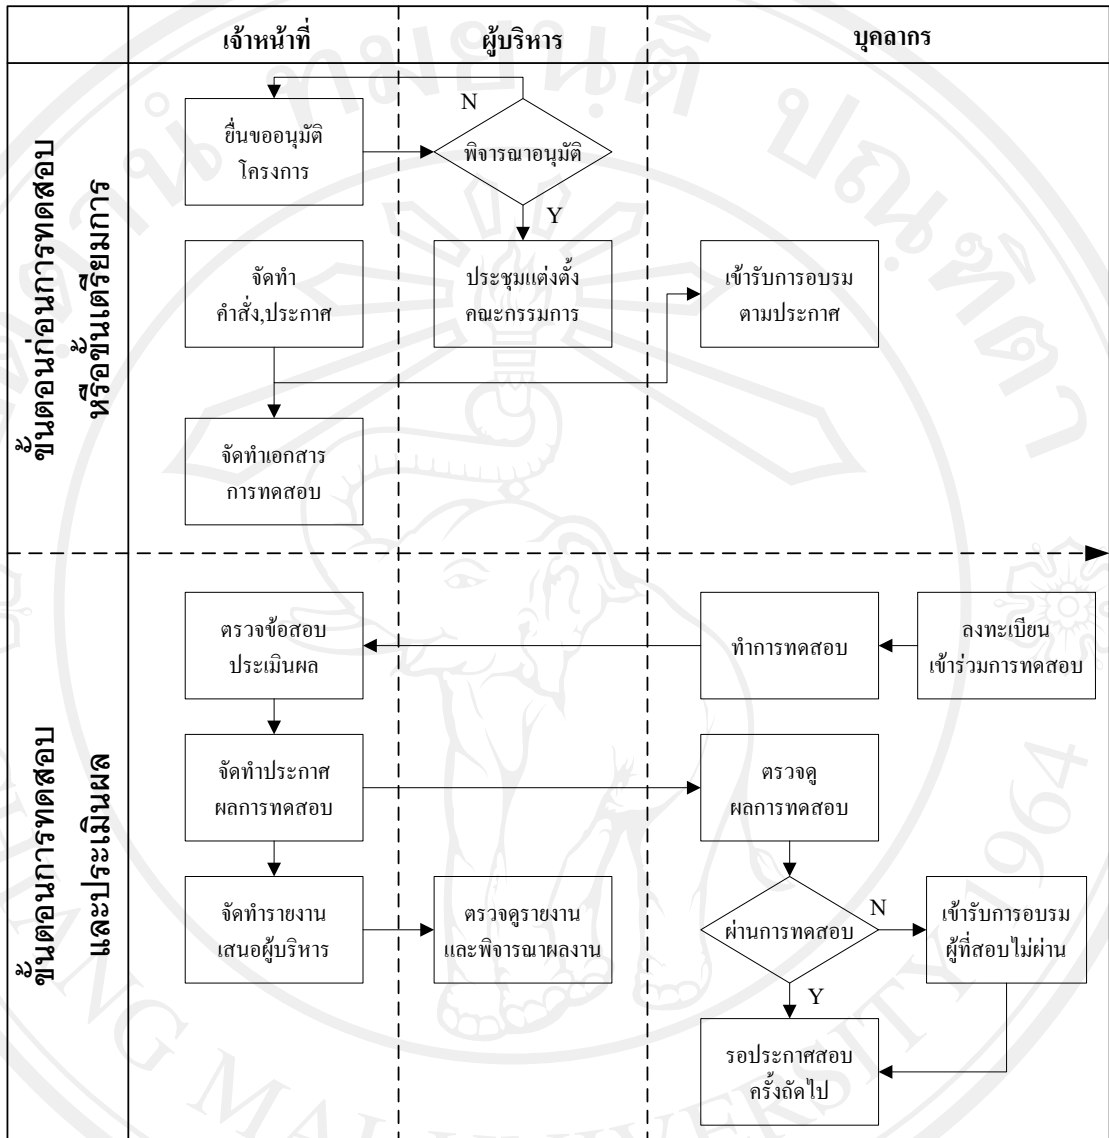 เจ้าหน้าที่
ผู้บริหาร
บุคลากร
ขั้นตอนก่อนการทดสอบ
หรือขั้นเตรียมการ
ยื่นขออนุมัติ
โครงการ
N
พิจารณาอนุมัติ
Y
จัดทำ
คำสั่ง,ประกาศ
ประชุมแต่งตั้ง
คณะกรรมการ
เข้ารับการอบรม
ตามประกาศ
จัดทำเอกสาร
การทดสอบ
ขั้นตอนการทดสอบ
และประเมินผล
ตรวจข้อสอบ
ประเมินผล
ทำการทดสอบ
ลงทะเบียน
เข้าร่วมการทดสอบ
จัดทำประกาศ
ผลการทดสอบ
ตรวจดู
ผลการทดสอบ
จัดทำรายงาน
เสนอผู้บริหาร
ตรวจดูรายงาน
และพิจารณาผลงาน
ผ่านการทดสอบ
N
เข้ารับการอบรม
ผู้ที่สอบไม่ผ่าน
Y
รอประกาศสอบ
ครั้งถัดไป